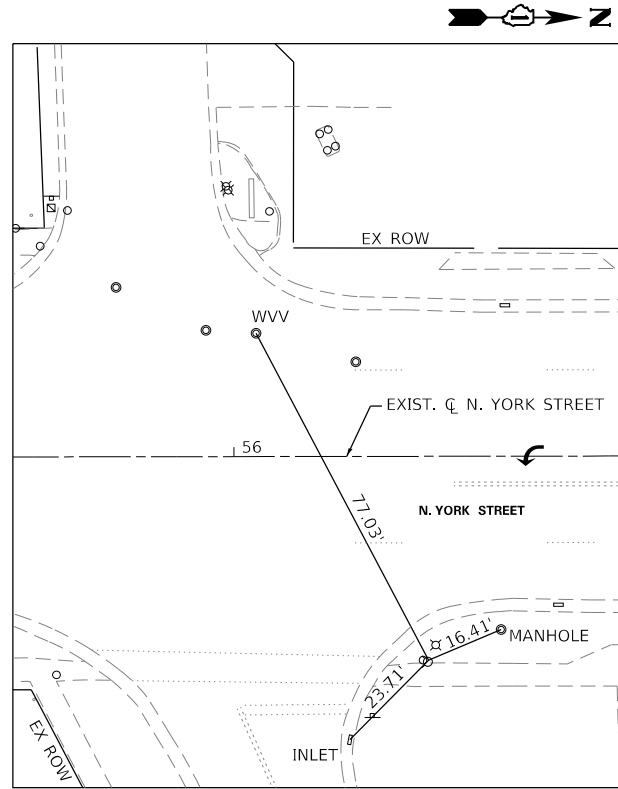 N
EX ROW
WVV
EXIST. ℄ N. YORK STREET
56
77.03'
N. YORK STREET
16.41'
MANHOLE
23.71'
INLET
EX ROW